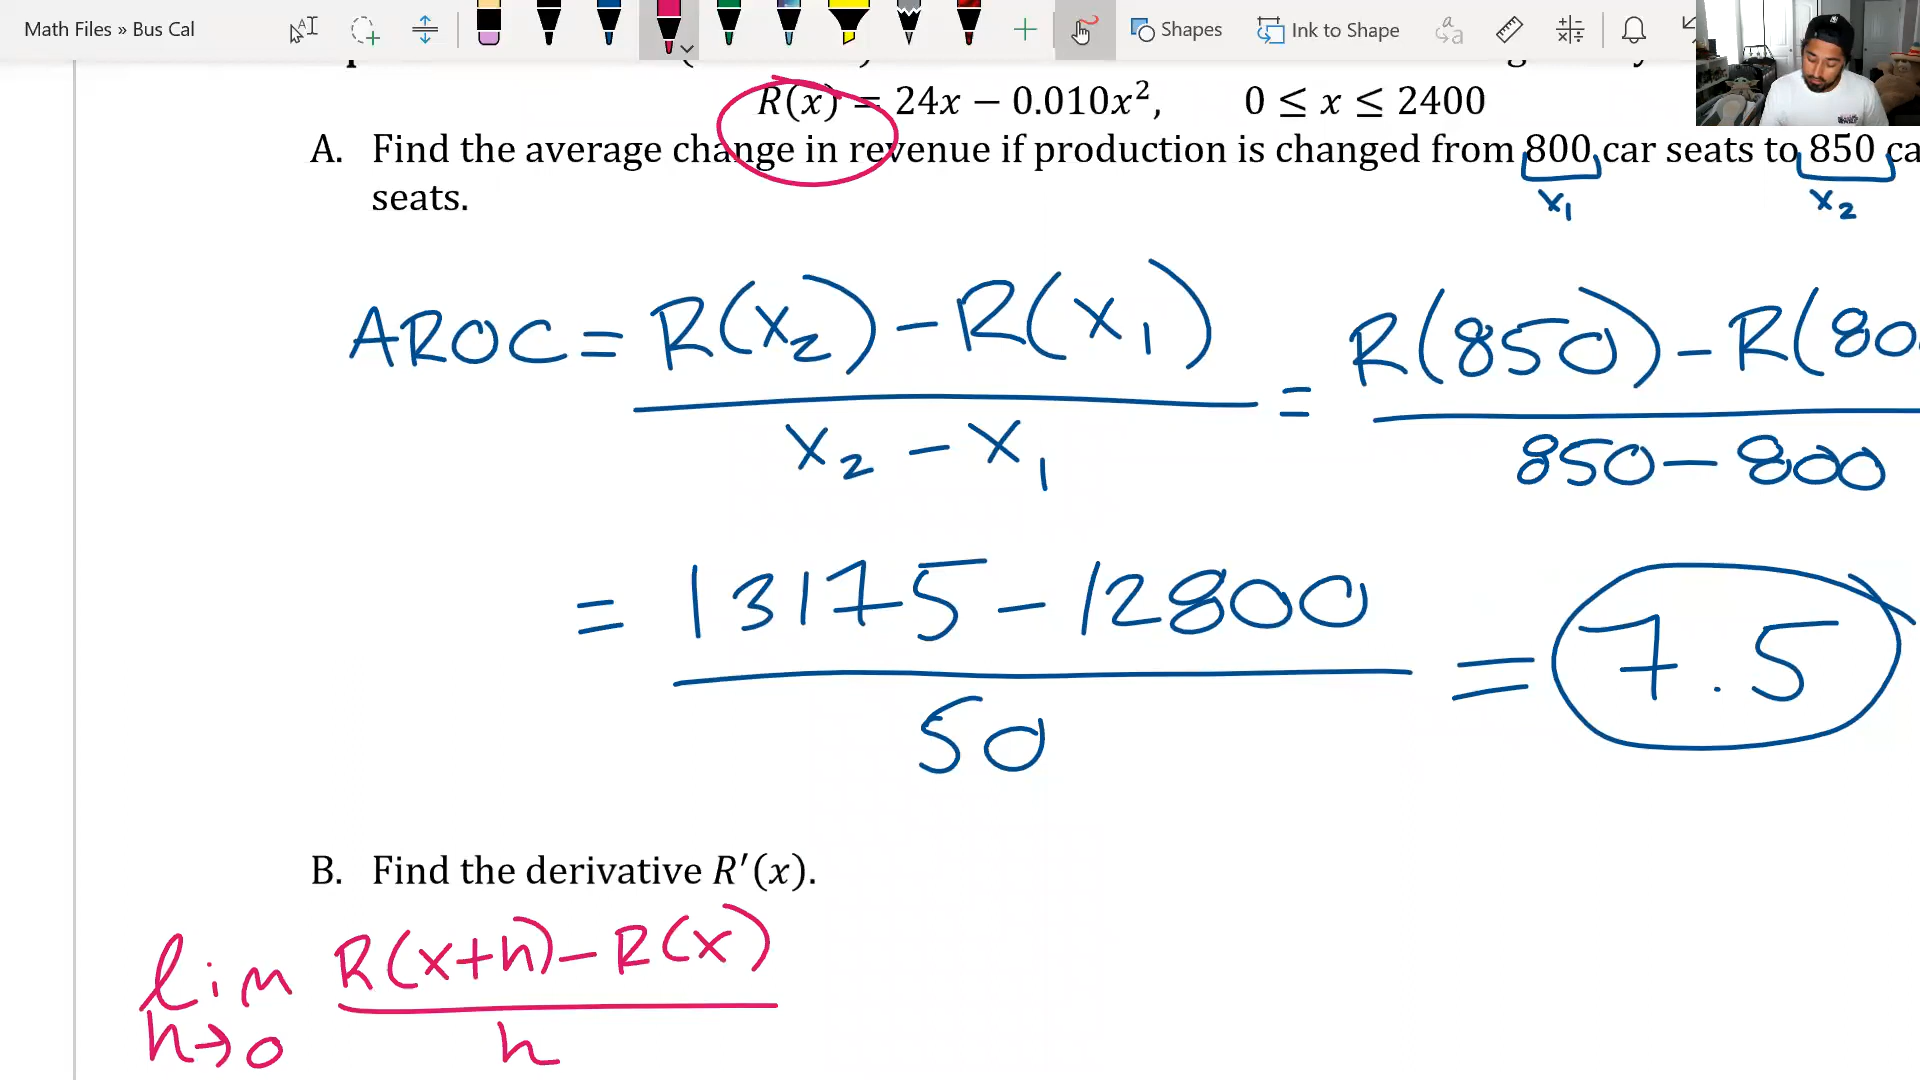 Math Files » Bus Cal
Shapes
Ink to Shape
R(x) = 24x − 0.010x², 0 ≤ x ≤ 2400
A. Find the average change in revenue if production is changed from 800 car seats to 850 ca
seats.
x₁ x₂
AROC = R(x₂) − R(x₁) / x₂ − x₁ = R(850) − R(80 / 850 − 800
= 13175 − 12800 / 50 = 7.5
B. Find the derivative R′(x).
lim h→0 R(x+h) − R(x) / h